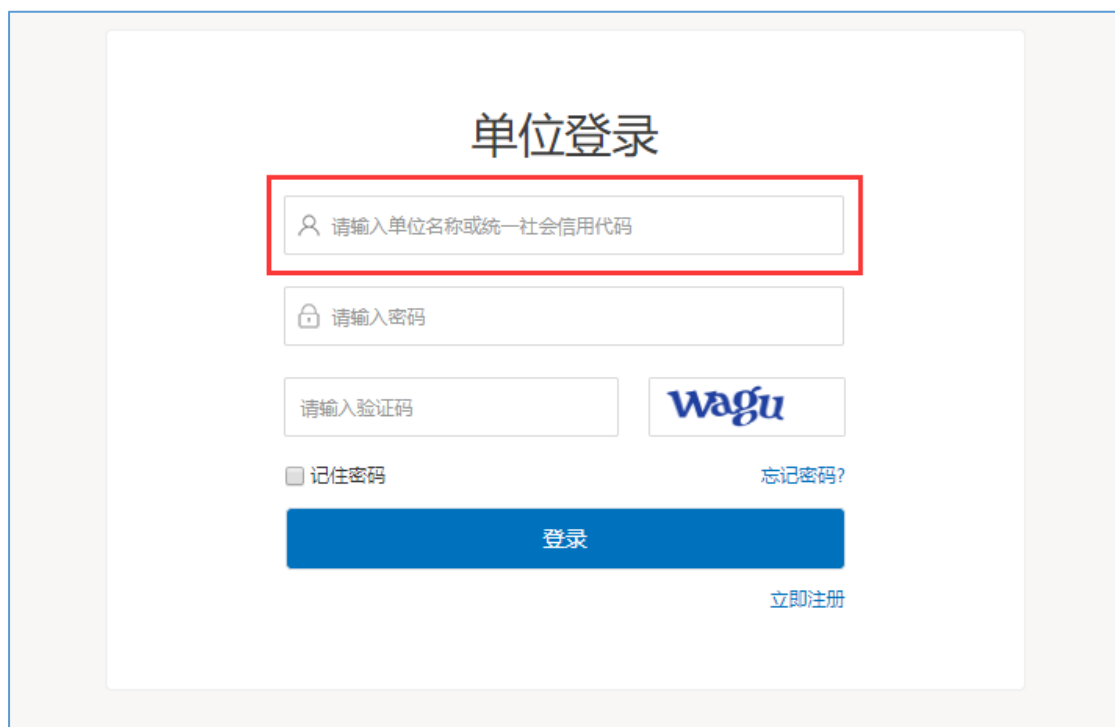 单位登录
请输入单位名称或统一社会信用代码
请输入密码
请输入验证码
wagu
记住密码
忘记密码?
登录
立即注册